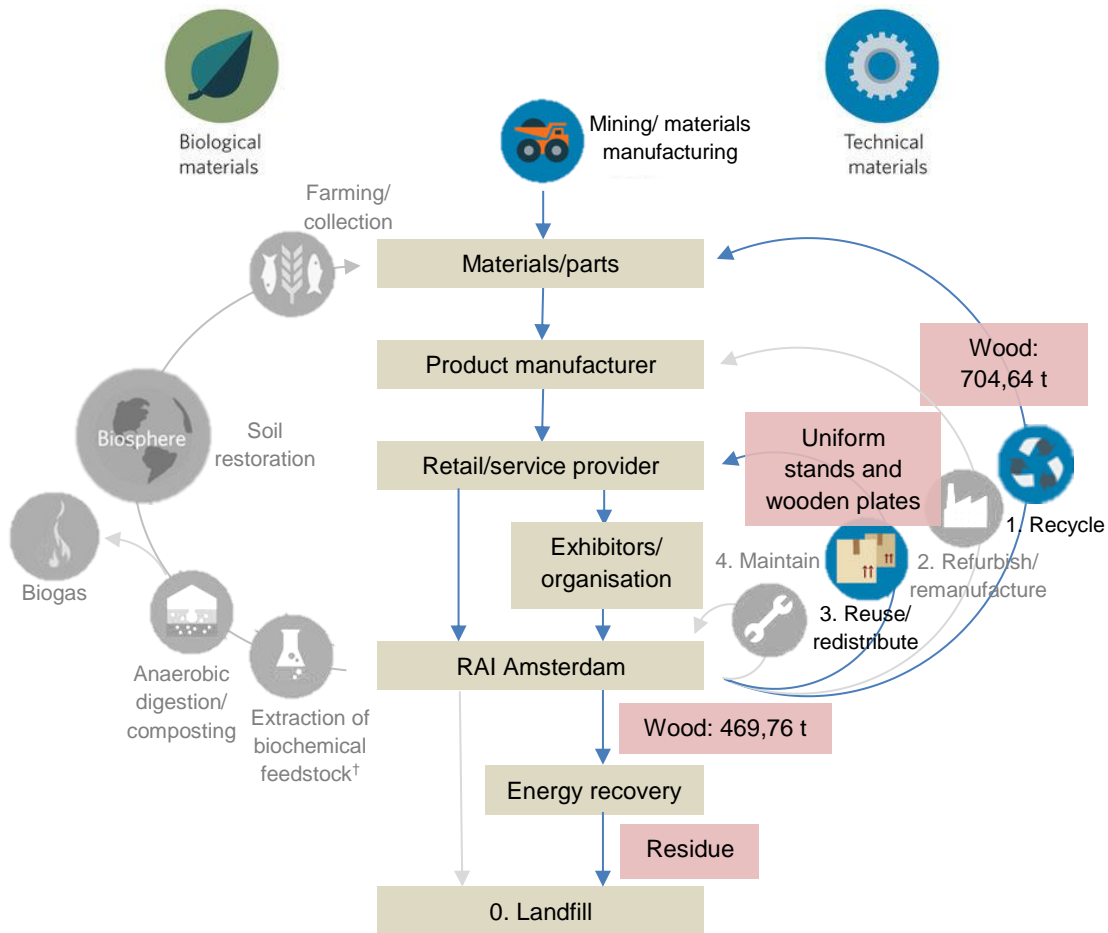 Biological
materials
Mining/ materials
manufacturing
Technical
materials
Farming/
collection
Materials/parts
Product manufacturer
Wood:
704,64 t
Biosphere
Soil
restoration
Retail/service provider
Uniform
stands and
wooden plates
1. Recycle
Exhibitors/
organisation
4. Maintain
2. Refurbish/
remanufacture
Biogas
3. Reuse/
redistribute
RAI Amsterdam
Anaerobic
digestion/
composting
Extraction of
biochemical
feedstock†
Wood: 469,76 t
Energy recovery
Residue
0. Landfill